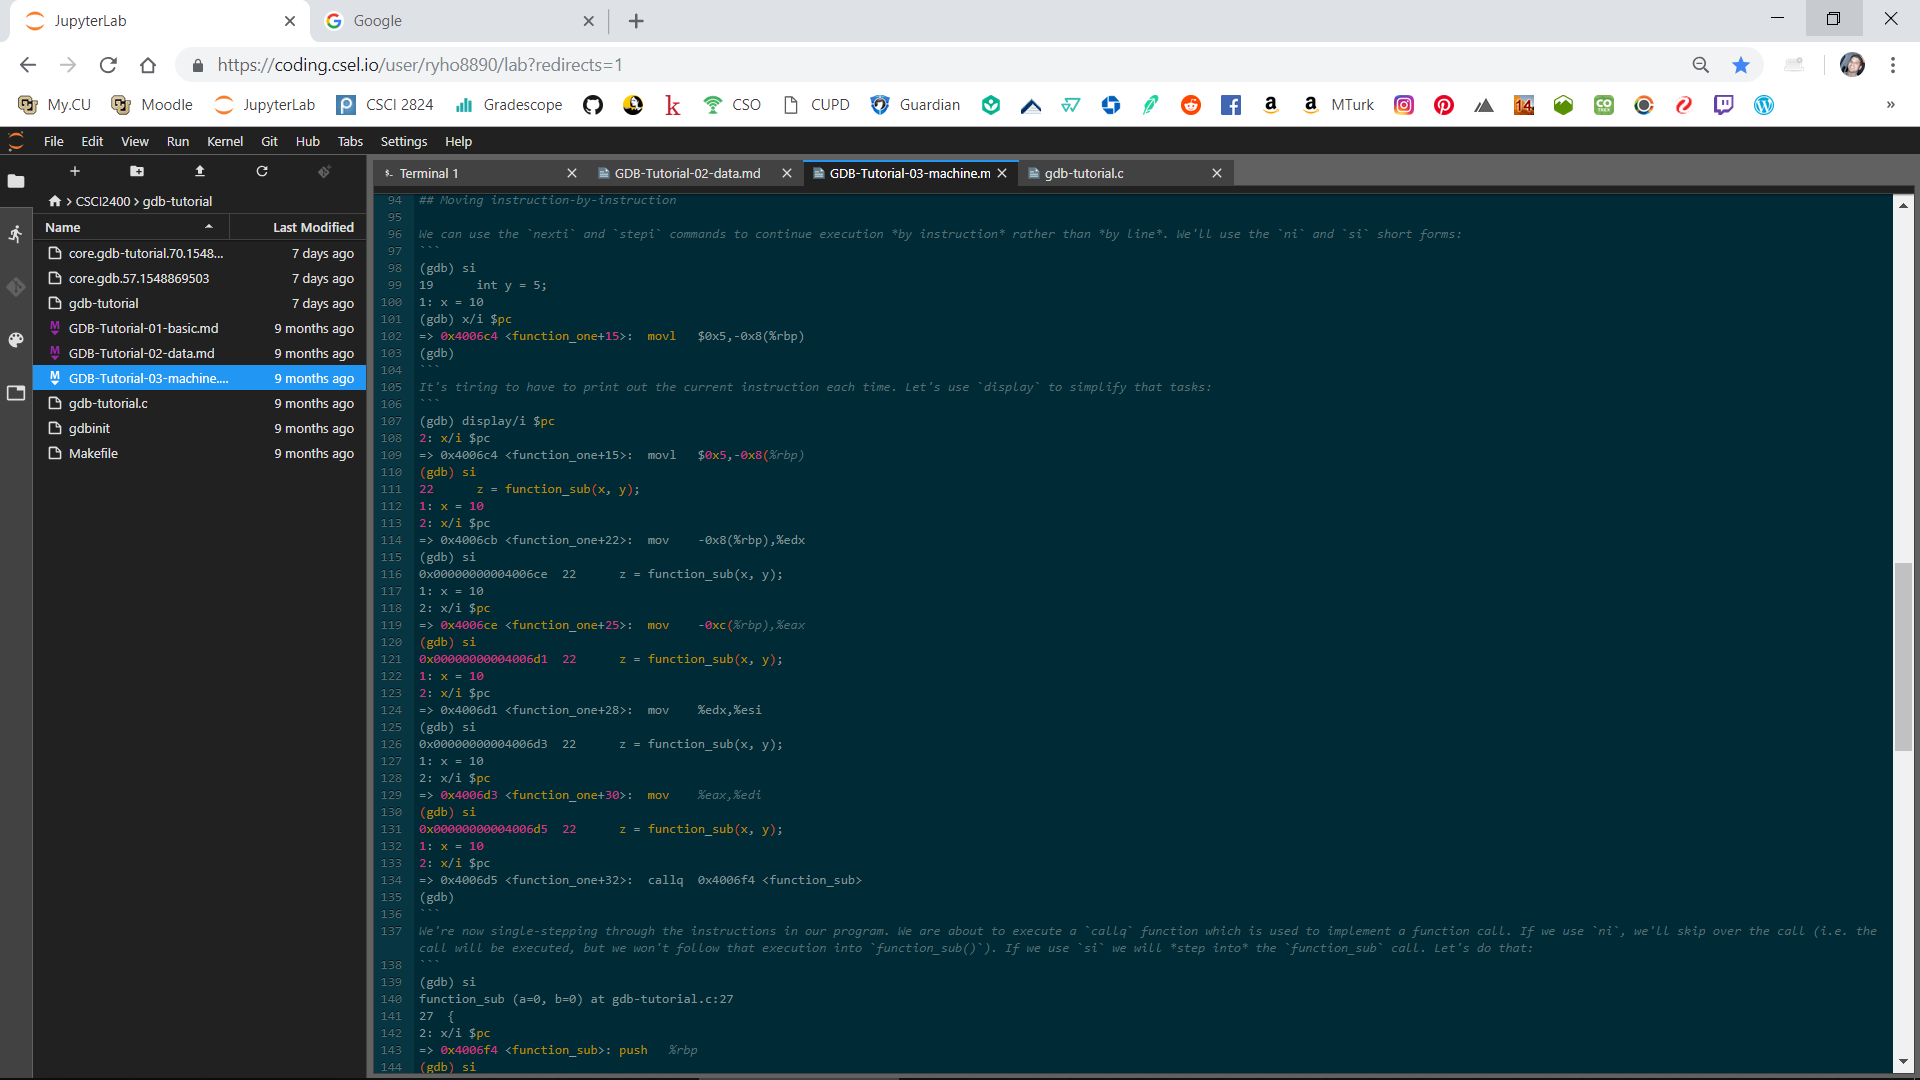 JupyterLab
Google
https://coding.csel.io/user/ryho8890/lab?redirects=1
My.CU Moodle JupyterLab CSCI 2824 Gradescope CSO CUPD Guardian MTurk »
File Edit View Run Kernel Git Hub Tabs Settings Help
Terminal 1
GDB-Tutorial-02-data.md
GDB-Tutorial-03-machine.m
gdb-tutorial.c
> CSCI2400 > gdb-tutorial
Name Last Modified
core.gdb-tutorial.70.1548... 7 days ago
core.gdb.57.1548869503 7 days ago
gdb-tutorial 7 days ago
GDB-Tutorial-01-basic.md 9 months ago
GDB-Tutorial-02-data.md 9 months ago
GDB-Tutorial-03-machine.... 9 months ago
gdb-tutorial.c 9 months ago
gdbinit 9 months ago
Makefile 9 months ago
94 ## Moving instruction-by-instruction
95
96 We can use the `nexti` and `stepi` commands to continue execution *by instruction* rather than *by line*. We'll use the `ni` and `si` short forms:
97 ```
98 (gdb) si
99 19      int y = 5;
100 1: x = 10
101 (gdb) x/i $pc
102 => 0x4006c4 <function_one+15>:  movl   $0x5,-0x8(%rbp)
103 (gdb)
104 ```
105 It's tiring to have to print out the current instruction each time. Let's use `display` to simplify that tasks:
106 ```
107 (gdb) display/i $pc
108 2: x/i $pc
109 => 0x4006c4 <function_one+15>:  movl   $0x5,-0x8(%rbp)
110 (gdb) si
111 22      z = function_sub(x, y);
112 1: x = 10
113 2: x/i $pc
114 => 0x4006cb <function_one+22>:  mov    -0x8(%rbp),%edx
115 (gdb) si
116 0x00000000004006ce  22      z = function_sub(x, y);
117 1: x = 10
118 2: x/i $pc
119 => 0x4006ce <function_one+25>:  mov    -0xc(%rbp),%eax
120 (gdb) si
121 0x00000000004006d1  22      z = function_sub(x, y);
122 1: x = 10
123 2: x/i $pc
124 => 0x4006d1 <function_one+28>:  mov    %edx,%esi
125 (gdb) si
126 0x00000000004006d3  22      z = function_sub(x, y);
127 1: x = 10
128 2: x/i $pc
129 => 0x4006d3 <function_one+30>:  mov    %eax,%edi
130 (gdb) si
131 0x00000000004006d5  22      z = function_sub(x, y);
132 1: x = 10
133 2: x/i $pc
134 => 0x4006d5 <function_one+32>:  callq  0x4006f4 <function_sub>
135 (gdb)
136 ```
137 We're now single-stepping through the instructions in our program. We are about to execute a `callq` function which is used to implement a function call. If we use `ni`, we'll skip over the call (i.e. the
call will be executed, but we won't follow that execution into `function_sub()`). If we use `si` we will *step into* the `function_sub` call. Let's do that:
138 ```
139 (gdb) si
140 function_sub (a=0, b=0) at gdb-tutorial.c:27
141 27  {
142 2: x/i $pc
143 => 0x4006f4 <function_sub>: push   %rbp
144 (gdb) si